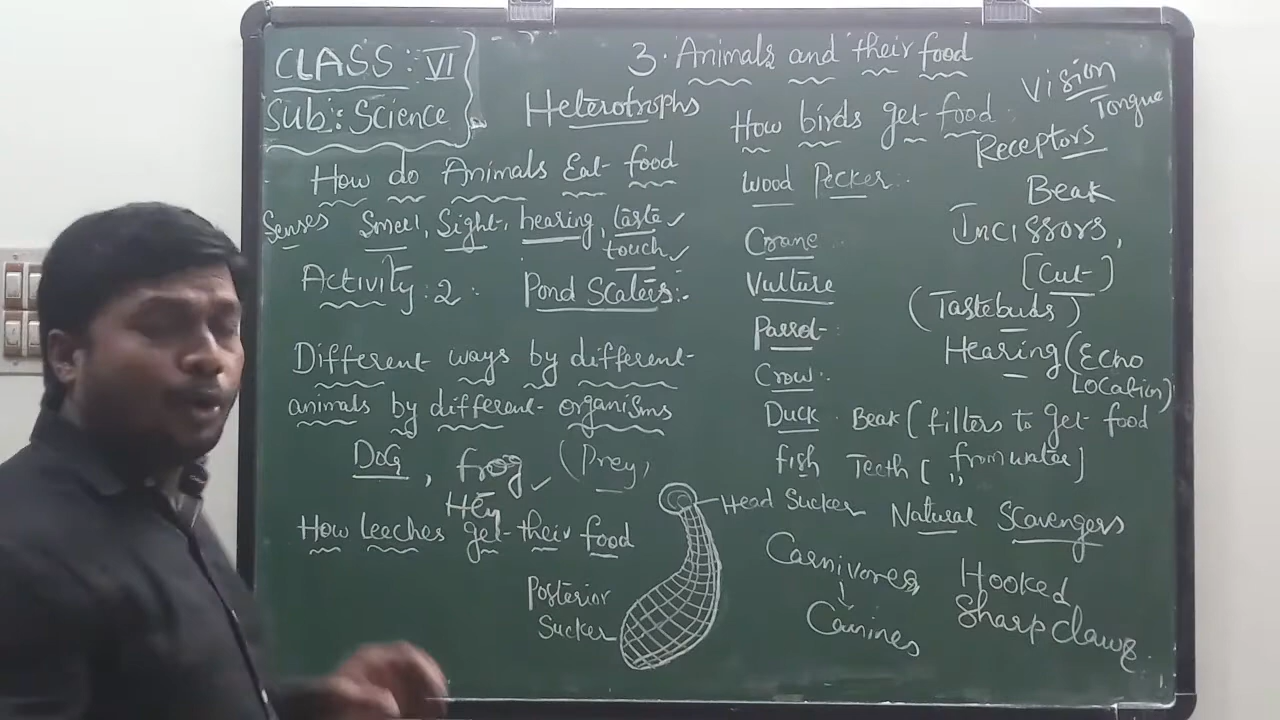 CLASS : VI
Sub : Science
3. Animals and their food
Heterotrophs
How do Animals Eat food
Senses Smell, Sight, hearing, taste ✓
touch ✓
Activity : 2 :
Pond Scaters :-
Different ways by different
animals by different organisms
DoG, frog ✓ (Prey,
Hen
How leeches get their food
Head Sucker
Posterior
Sucker
How birds get food :
Wood Pecker :
Crane :
Vulture
Parrot :
Crow :
Duck Beak ( filters to get food
from water )
fish Teeth [ ,,
Natural Scavengers
Carnivores
Canines
Hooked
Sharp claws
Vision
Tongue
Receptors
Beak
Incissors,
[Cut]
(Tastebuds)
Hearing (Echo
Location)